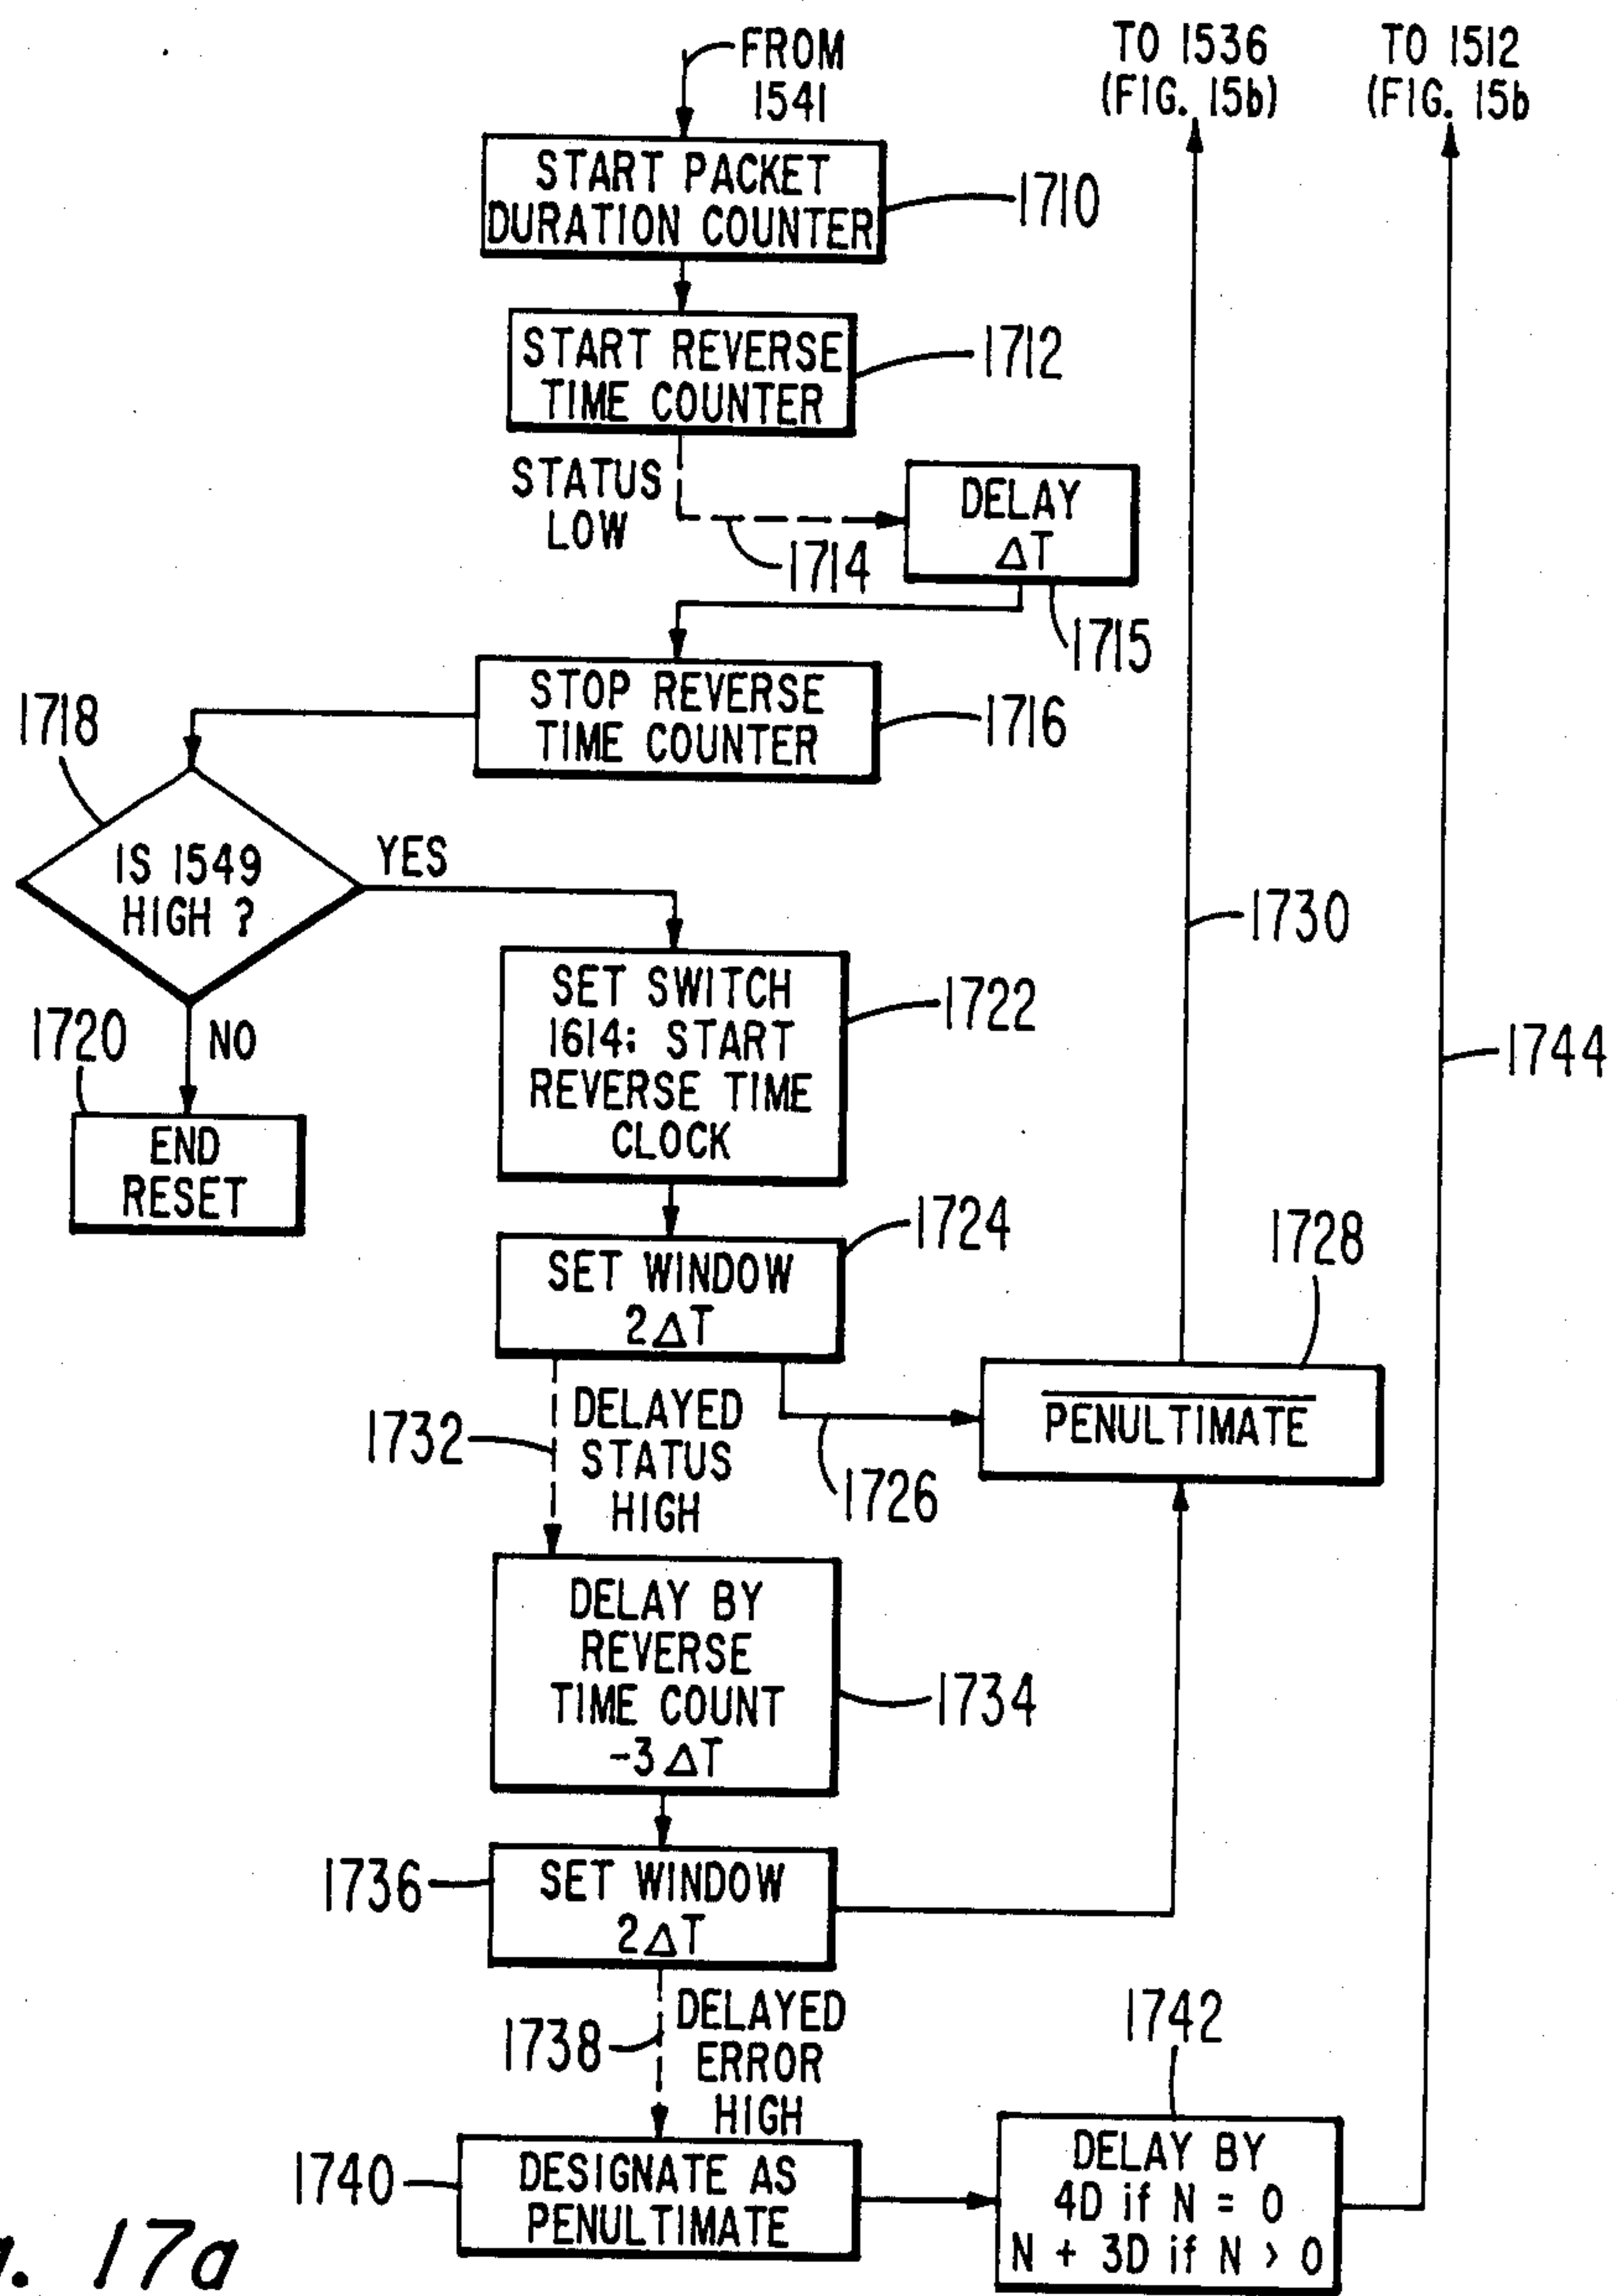 FROM
1541
TO 1536
(FIG. 15b)
TO 1512
(FIG. 15b
START PACKET
DURATION COUNTER
1710
START REVERSE
TIME COUNTER
1712
STATUS
LOW
1714
DELAY
ΔT
1715
STOP REVERSE
TIME COUNTER
1716
1718
IS 1549
HIGH ?
YES
NO
1720
END
RESET
SET SWITCH
1614: START
REVERSE TIME
CLOCK
1722
1730
1744
SET WINDOW
2ΔT
1724
1726
1728
PENULTIMATE
1732
DELAYED
STATUS
HIGH
DELAY BY
REVERSE
TIME COUNT
-3ΔT
1734
1736
SET WINDOW
2ΔT
1738
DELAYED
ERROR
HIGH
1740
DESIGNATE AS
PENULTIMATE
1742
DELAY BY
4D if N = 0
N + 3D if N > 0
17a